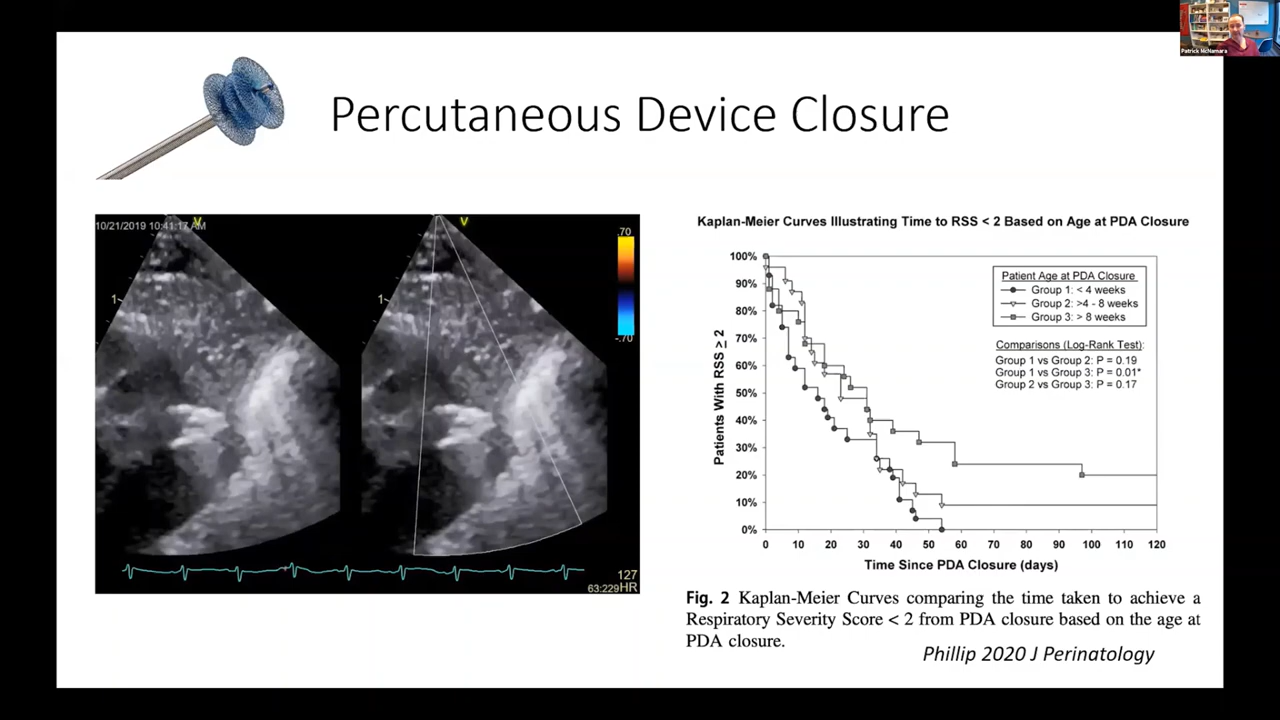 Patrick McNamara
Percutaneous Device Closure
10/21/2019 10:41:17 AM
V
V
.70
-.70
1
1
127
63:229HR
Kaplan-Meier Curves Illustrating Time to RSS < 2 Based on Age at PDA Closure
100%
90%
80%
70%
60%
50%
40%
30%
20%
10%
0%
Patients With RSS ≥ 2
Patient Age at PDA Closure
Group 1: < 4 weeks
Group 2: >4 - 8 weeks
Group 3: > 8 weeks
Comparisons (Log-Rank Test):
Group 1 vs Group 2: P = 0.19
Group 1 vs Group 3: P = 0.01*
Group 2 vs Group 3: P = 0.17
0 10 20 30 40 50 60 70 80 90 100 110 120
Time Since PDA Closure (days)
Fig. 2 Kaplan-Meier Curves comparing the time taken to achieve a
Respiratory Severity Score < 2 from PDA closure based on the age at
PDA closure.
Phillip 2020 J Perinatology